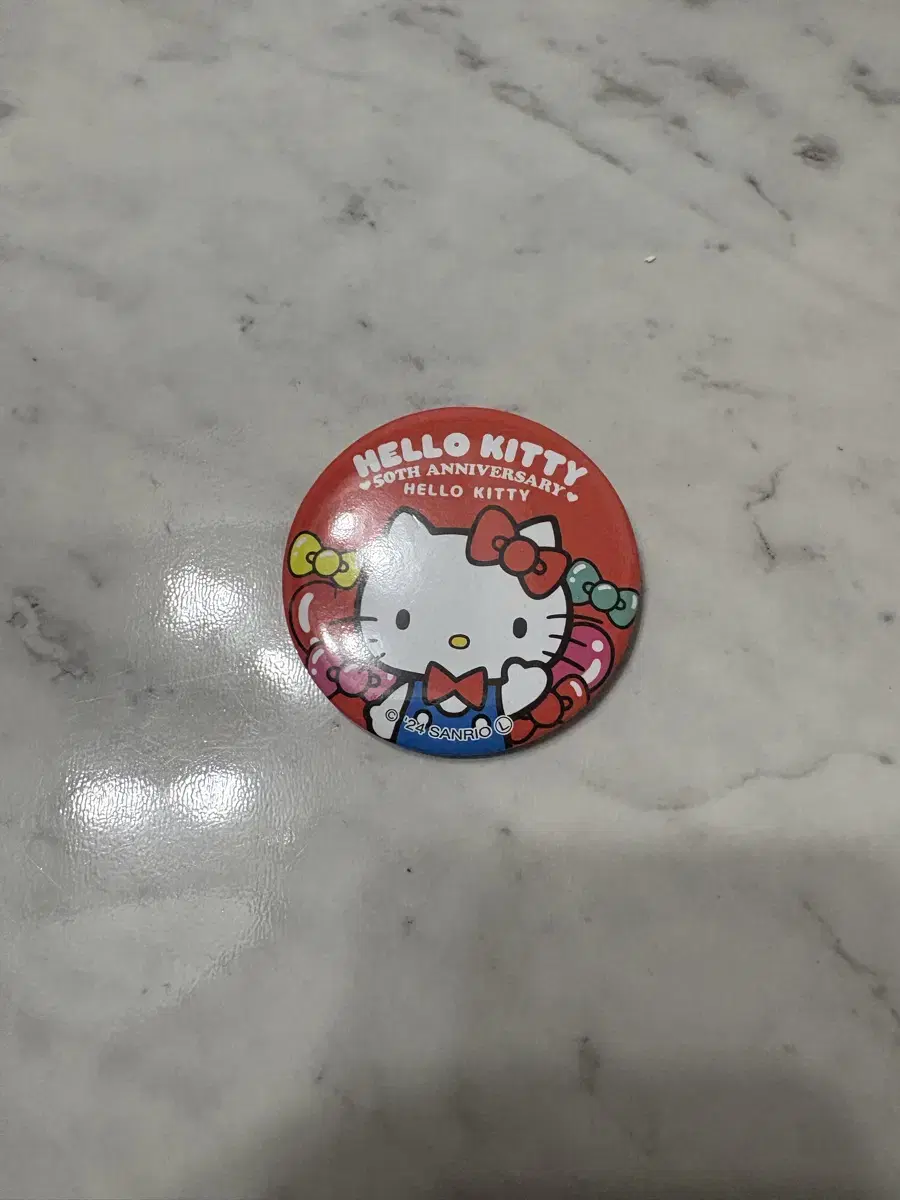 HELLO KITTY
♥50TH ANNIVERSARY♥
HELLO KITTY
© '24 SANRIO Ⓛ